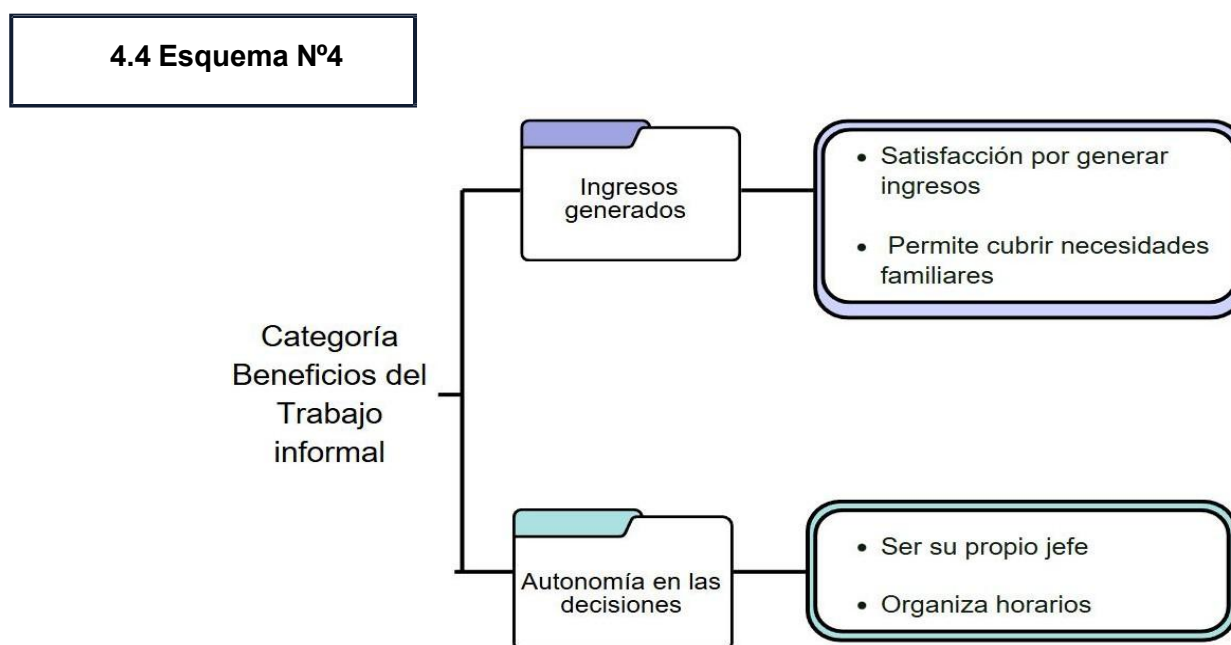 4.4 Esquema Nº4
Ingresos
generados
• Satisfacción por generar
ingresos
• Permite cubrir necesidades
familiares
Categoría
Beneficios del
Trabajo
informal
Autonomía en las
decisiones
• Ser su propio jefe
• Organiza horarios